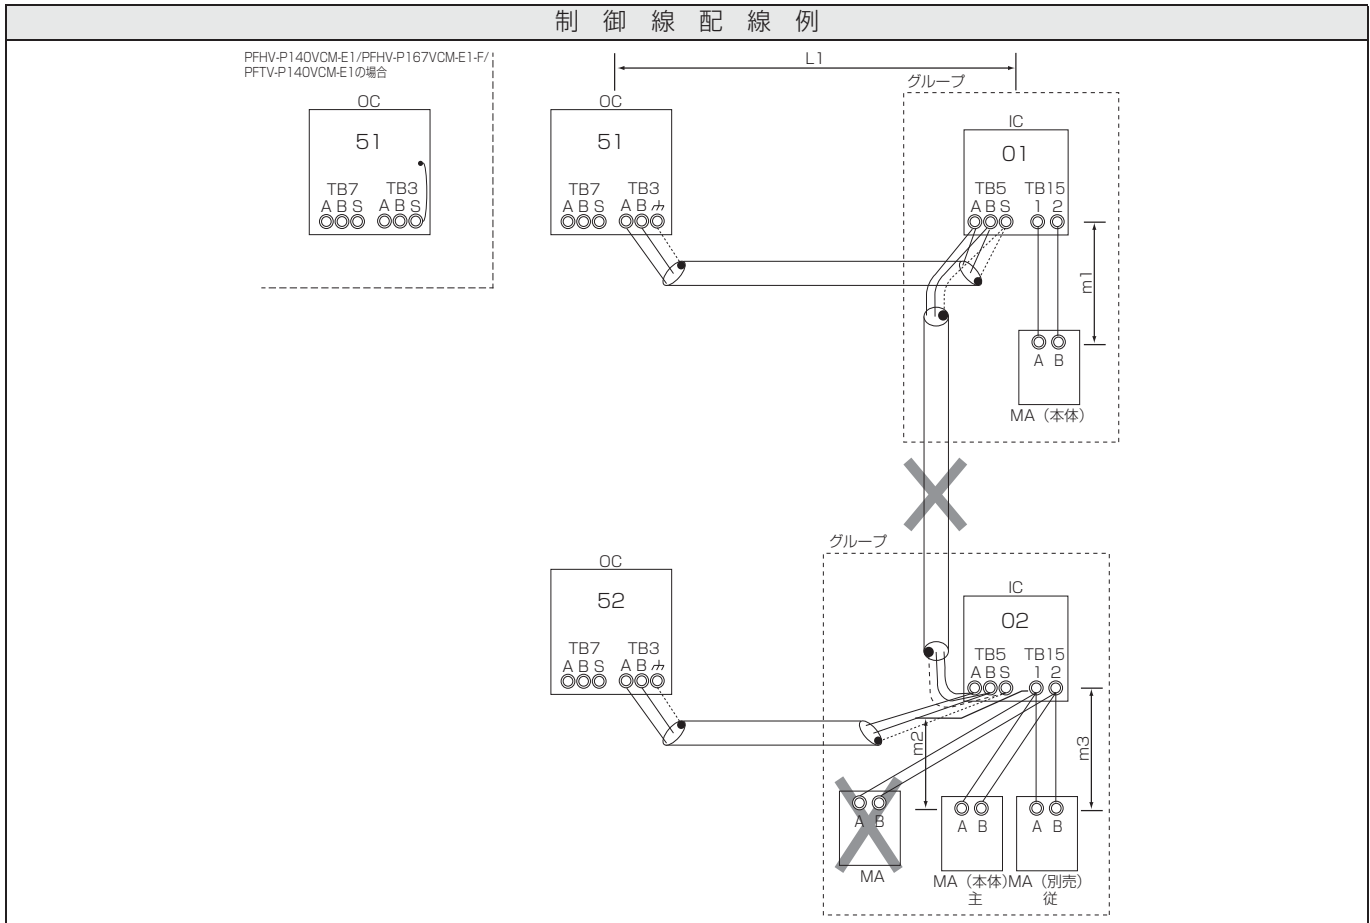 制 御 線 配 線 例
PFHV-P140VCM-E1/PFHV-P167VCM-E1-F/
PFTV-P140VCM-E1の場合
OC
51
TB7 TB3
A B S A B S
L1
OC
51
TB7 TB3
A B S A B
グループ
IC
01
TB5 TB15
A B S 1 2
m1
A B
MA（本体）
OC
52
TB7 TB3
A B S A B
グループ
IC
02
TB5 TB15
A B S 1 2
m2
m3
A B
MA
A B
MA（本体）
主
A B
MA（別売）
従